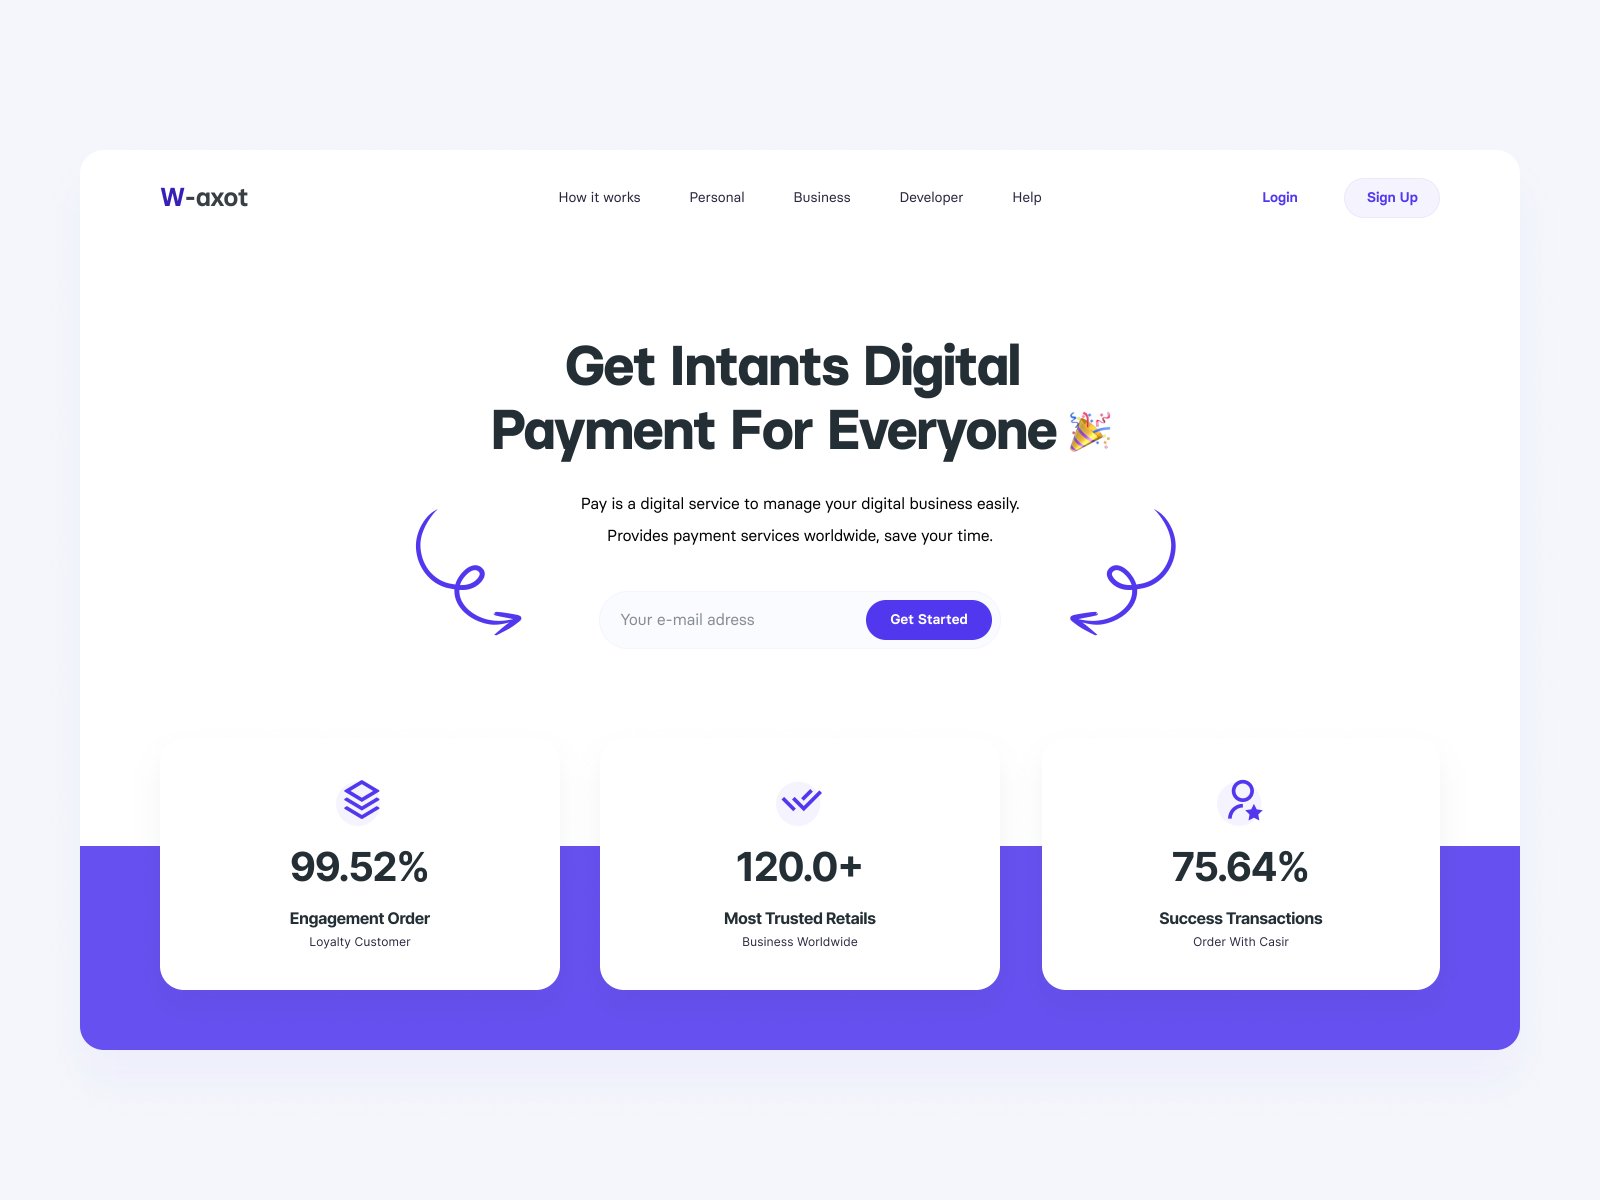 W-axot
How it works
Personal
Business
Developer
Help
Login
Sign Up
Get Intants Digital
Payment For Everyone 🎉
Pay is a digital service to manage your digital business easily.
Provides payment services worldwide, save your time.
Your e-mail adress
Get Started
99.52%
Engagement Order
Loyalty Customer
120.0+
Most Trusted Retails
Business Worldwide
75.64%
Success Transactions
Order With Casir